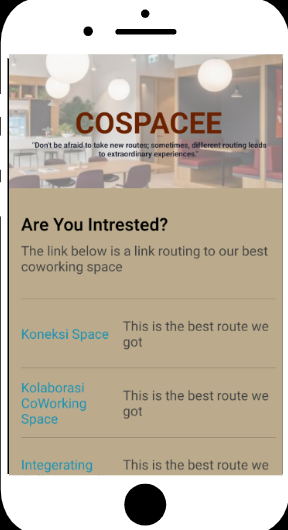 COSPACEE
"Don't be afraid to take new routes; sometimes, different routing leads
to extraordinary experiences."
Are You Intrested?
The link below is a link routing to our best
coworking space
Koneksi Space
This is the best route we
got
Kolaborasi
CoWorking
Space
This is the best route we
got
Integerating
This is the best route we